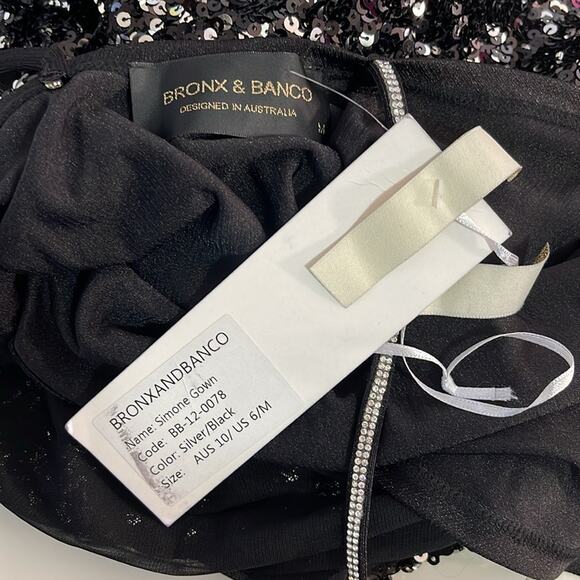 BRONX & BANCO
DESIGNED IN AUSTRALIA
M
BRONXANDBANCO
Name: Simone Gown
Code: BB-12-0078
Color: Silver/Black
Size: AUS 10/ US 6/M